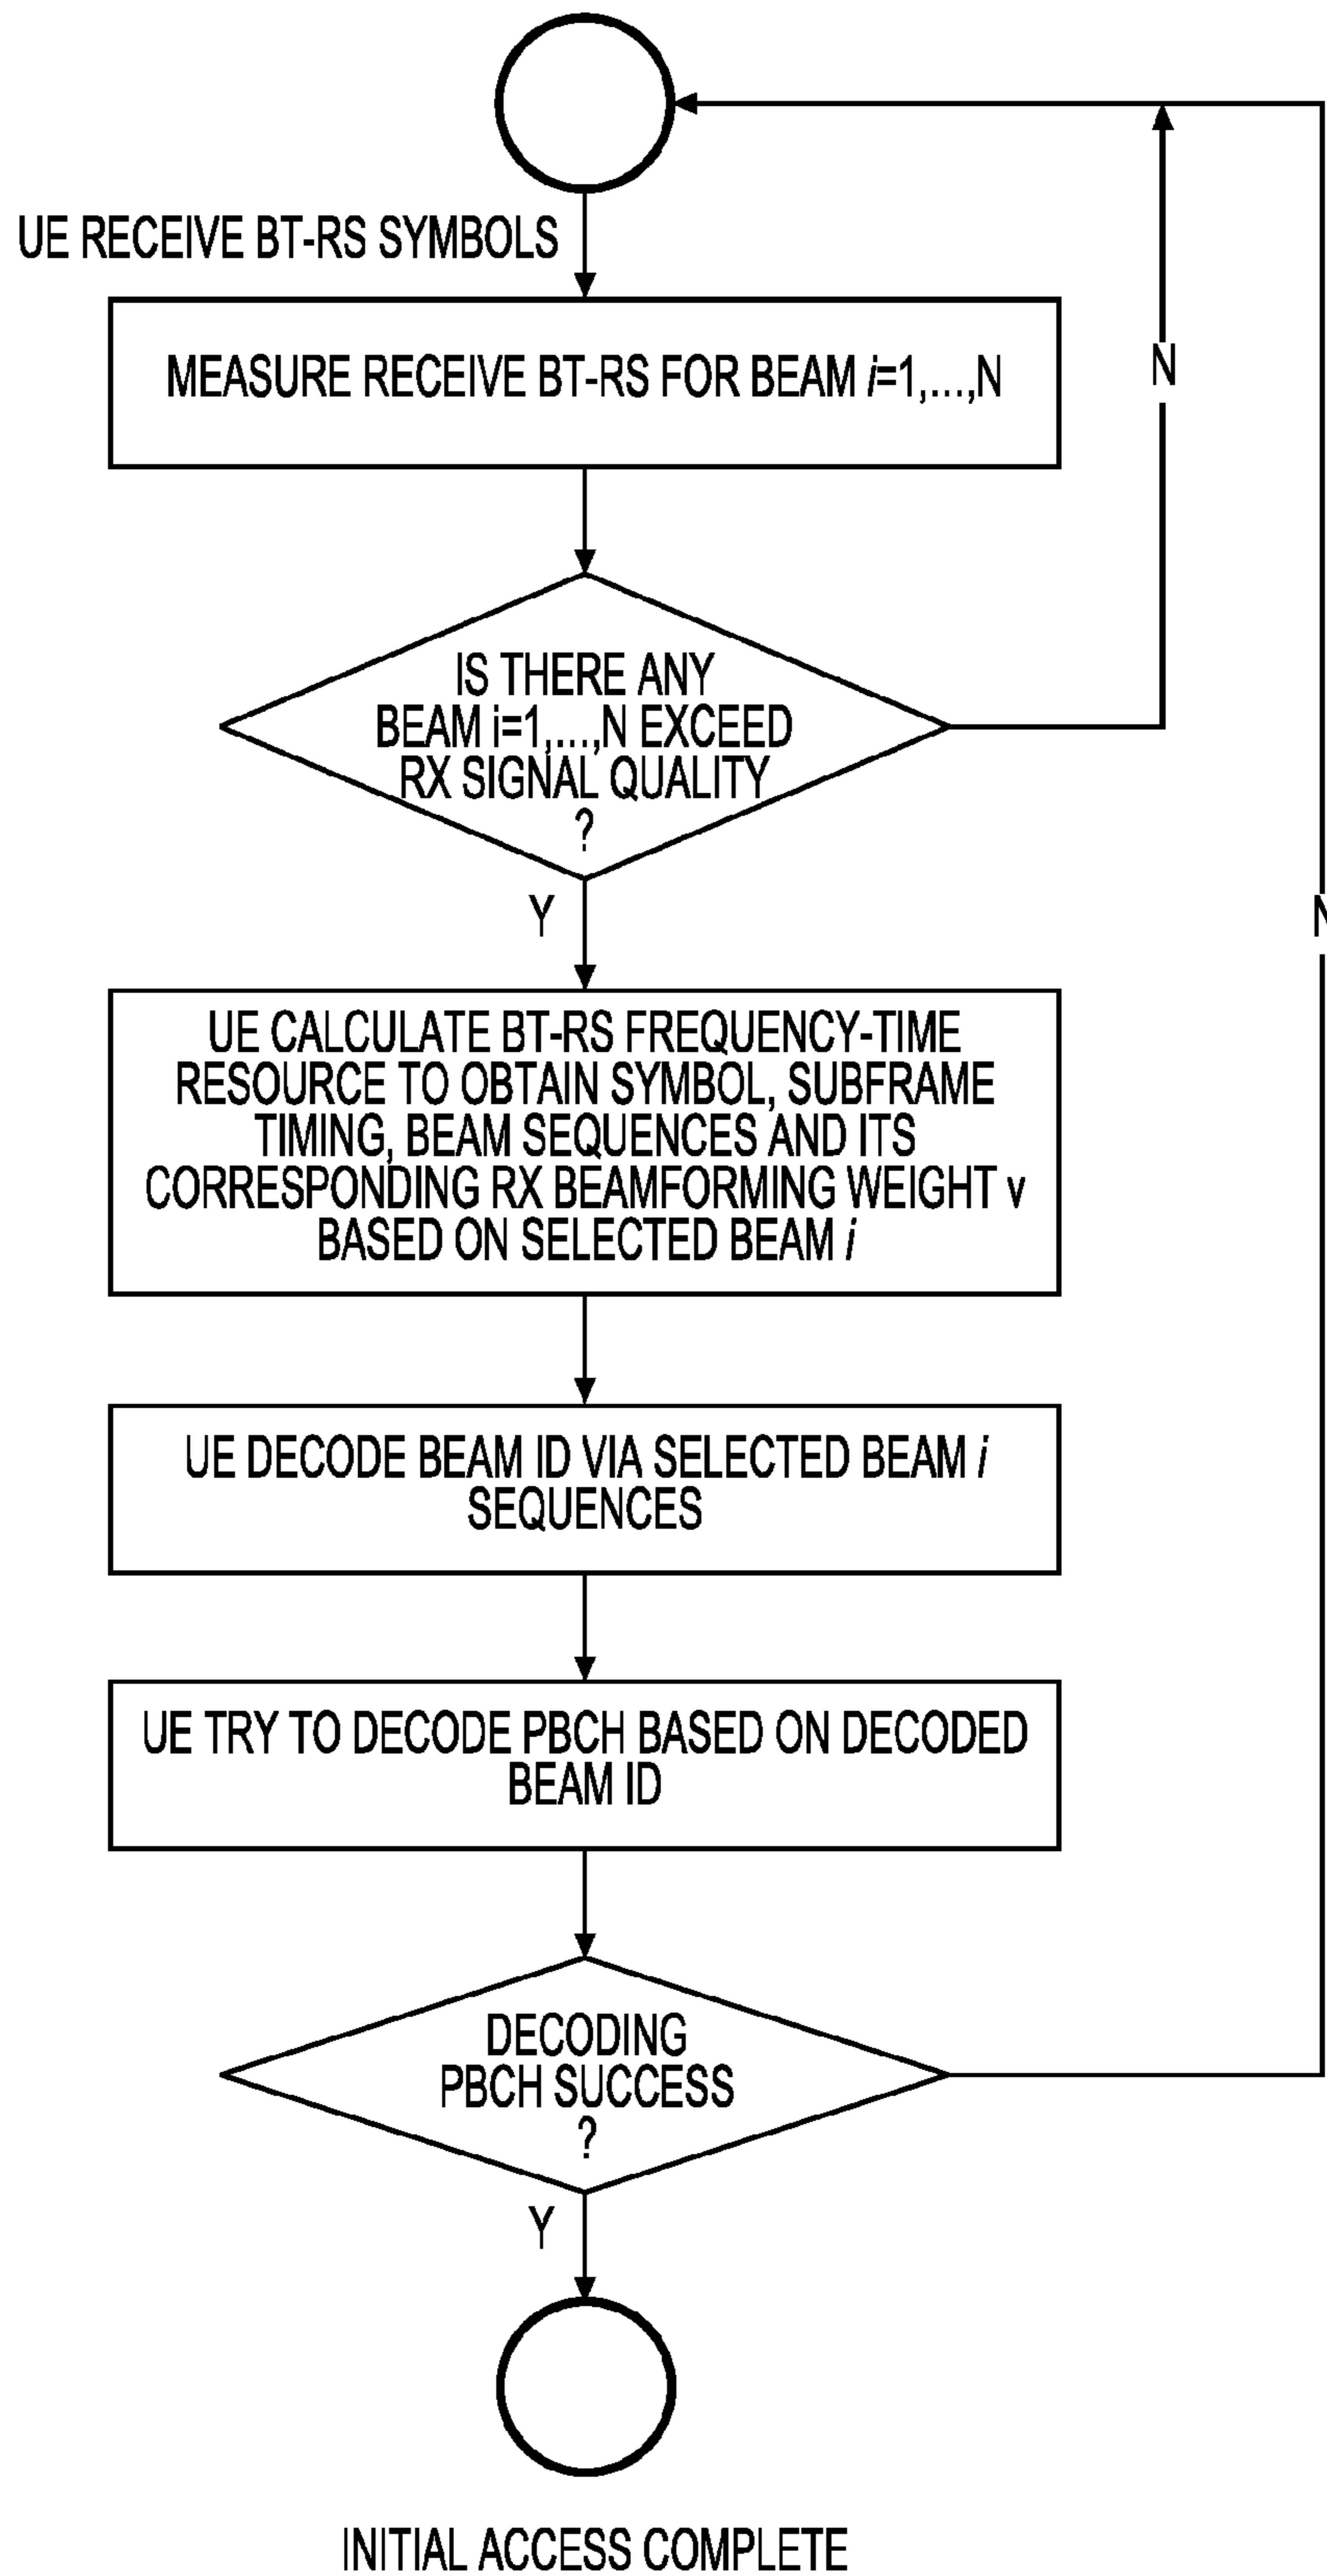 UE RECEIVE BT-RS SYMBOLS
MEASURE RECEIVE BT-RS FOR BEAM i=1,...,N
N
IS THERE ANY
BEAM i=1,...,N EXCEED
RX SIGNAL QUALITY
?
Y
N
UE CALCULATE BT-RS FREQUENCY-TIME
RESOURCE TO OBTAIN SYMBOL, SUBFRAME
TIMING, BEAM SEQUENCES AND ITS
CORRESPONDING RX BEAMFORMING WEIGHT v
BASED ON SELECTED BEAM i
UE DECODE BEAM ID VIA SELECTED BEAM i
SEQUENCES
UE TRY TO DECODE PBCH BASED ON DECODED
BEAM ID
DECODING
PBCH SUCCESS
?
Y
INITIAL ACCESS COMPLETE